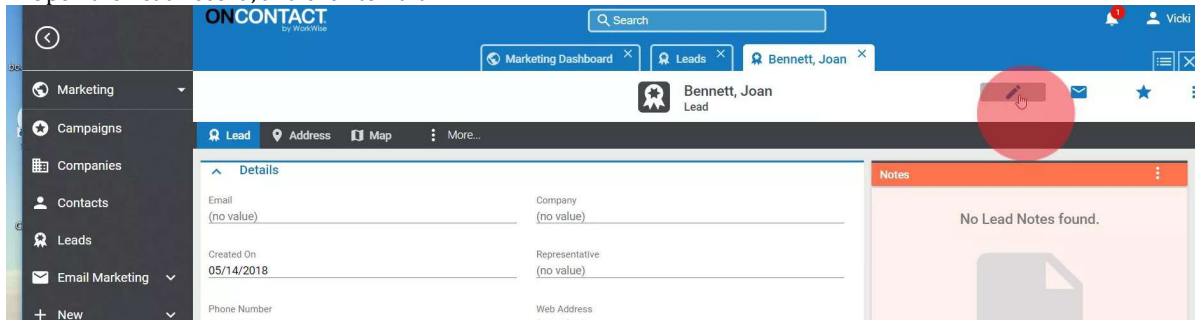 ONCONTACT
by WorkWise
Search
1
Vicki
Marketing Dashboard
Leads
Bennett, Joan
Marketing
Bennett, Joan
Lead
Campaigns
Lead
Address
Map
More...
Companies
Details
Notes
Contacts
Email
Company
(no value)
(no value)
No Lead Notes found.
Leads
Created On
Representative
05/14/2018
(no value)
Email Marketing
Phone Number
Web Address
New